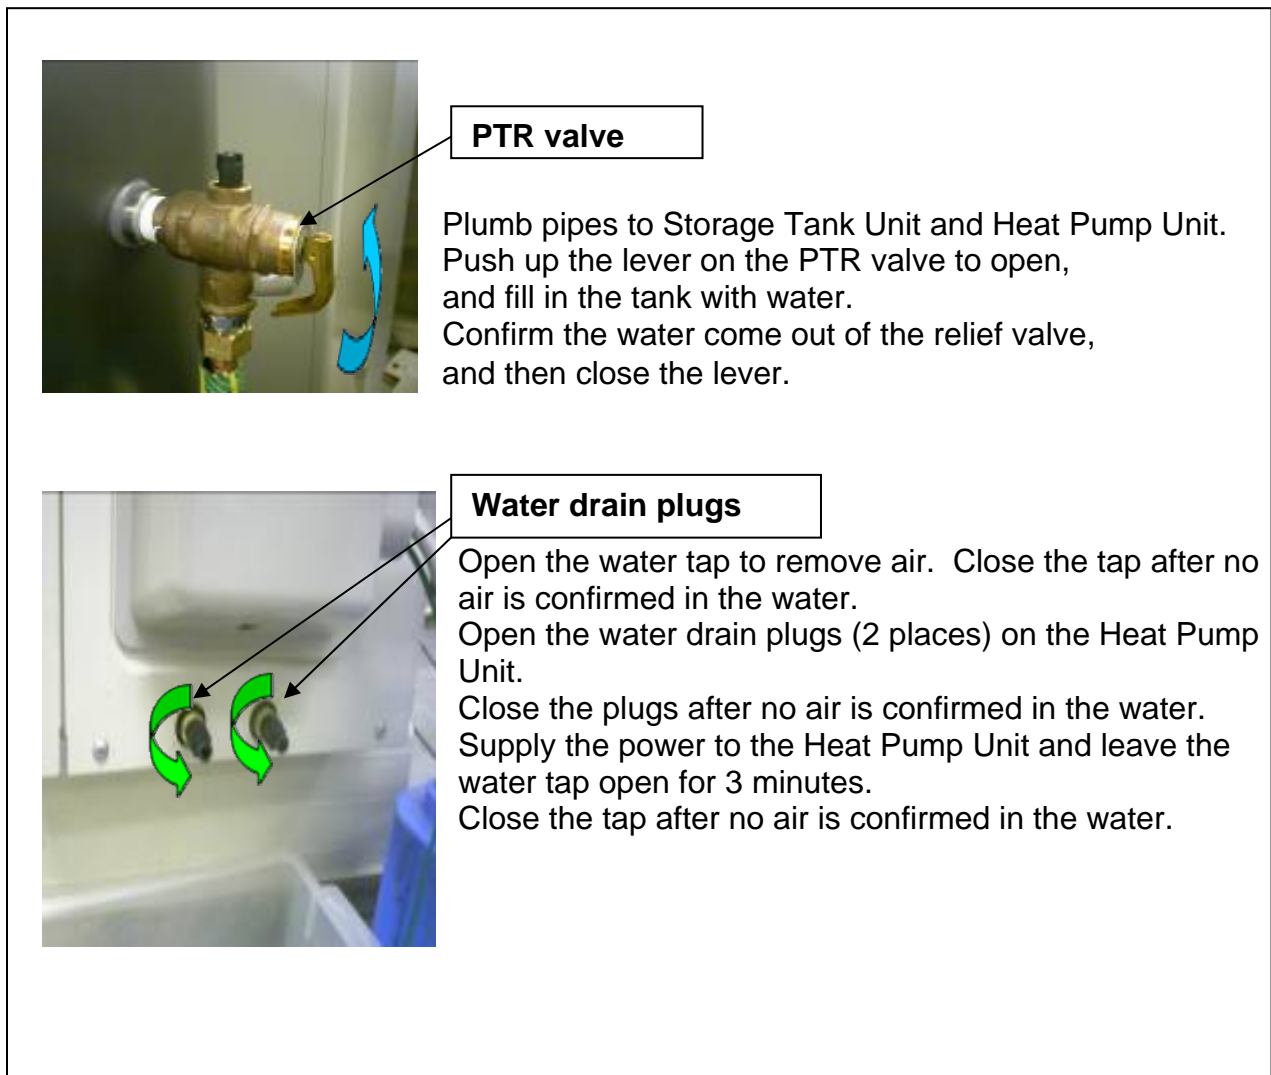 PTR valve
Plumb pipes to Storage Tank Unit and Heat Pump Unit.
Push up the lever on the PTR valve to open,
and fill in the tank with water.
Confirm the water come out of the relief valve,
and then close the lever.
Water drain plugs
Open the water tap to remove air.  Close the tap after no
air is confirmed in the water.
Open the water drain plugs (2 places) on the Heat Pump
Unit.
Close the plugs after no air is confirmed in the water.
Supply the power to the Heat Pump Unit and leave the
water tap open for 3 minutes.
Close the tap after no air is confirmed in the water.